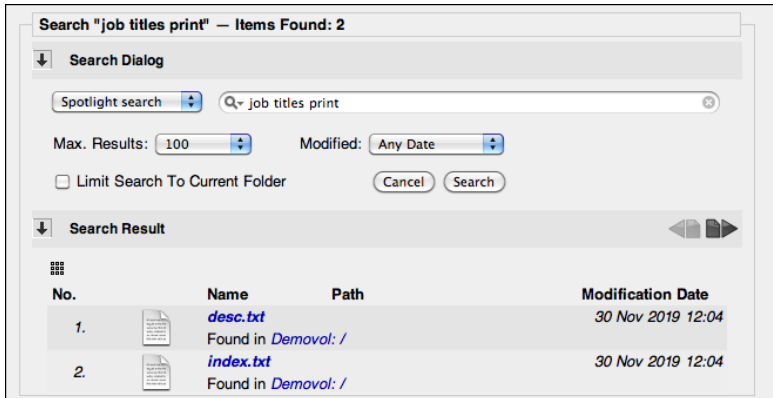 Search "job titles print" — Items Found: 2
Search Dialog
Spotlight search job titles print
Max. Results: 100 Modified: Any Date
Limit Search To Current Folder Cancel Search
Search Result
No. Name Path Modification Date
1. desc.txt 30 Nov 2019 12:04
Found in Demovol: /
2. index.txt 30 Nov 2019 12:04
Found in Demovol: /